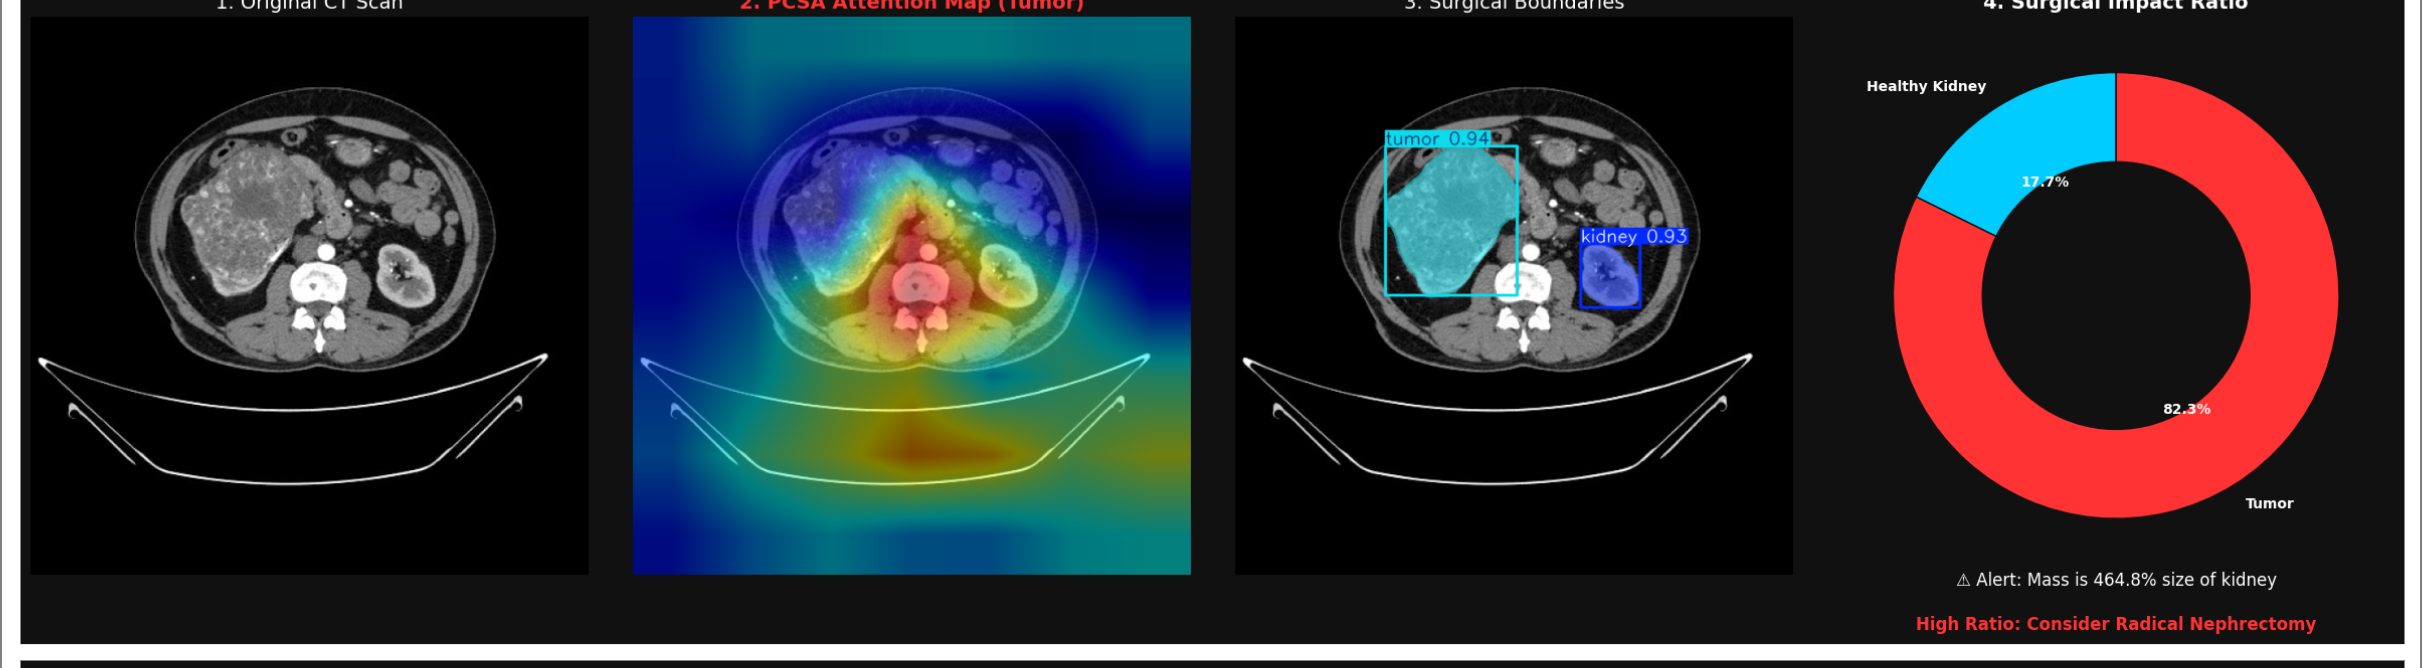 1. Original CT Scan
2. PCSA Attention Map (Tumor)
3. Surgical Boundaries
4. Surgical Impact Ratio
tumor 0.94
kidney 0.93
Healthy Kidney
17.7%
82.3%
Tumor
⚠ Alert: Mass is 464.8% size of kidney
High Ratio: Consider Radical Nephrectomy